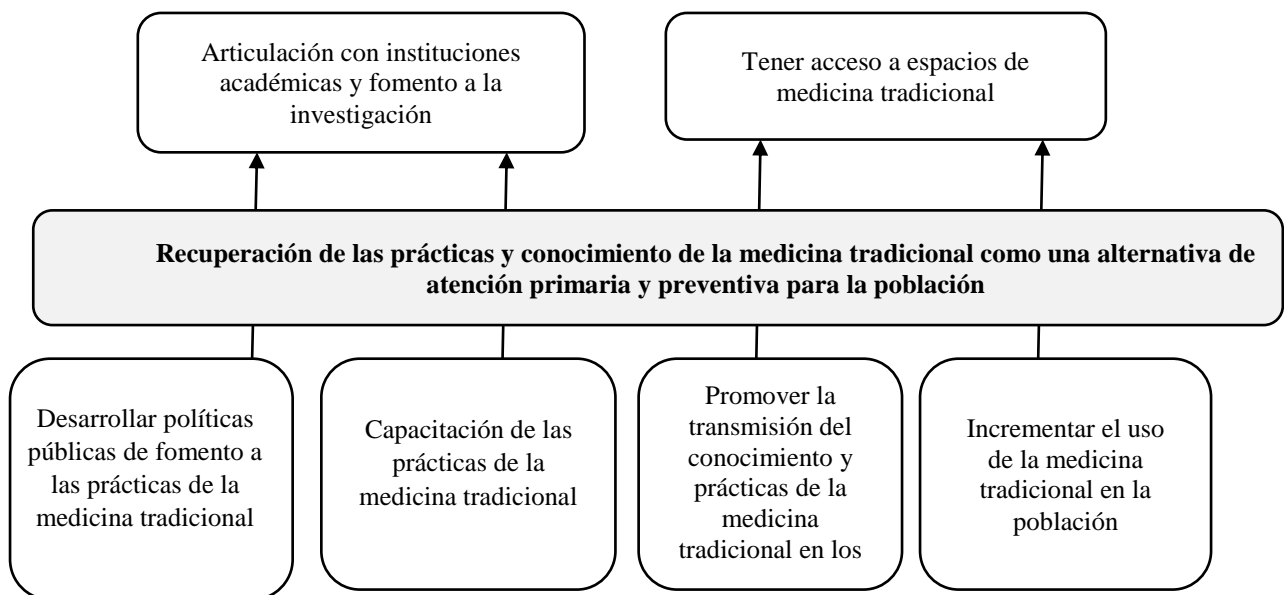 Articulación con instituciones
académicas y fomento a la
investigación
Tener acceso a espacios de
medicina tradicional
Recuperación de las prácticas y conocimiento de la medicina tradicional como una alternativa de
atención primaria y preventiva para la población
Desarrollar políticas
públicas de fomento a
las prácticas de la
medicina tradicional
Capacitación de las
prácticas de la
medicina tradicional
Promover la
transmisión del
conocimiento y
prácticas de la
medicina
tradicional en los
Incrementar el uso
de la medicina
tradicional en la
población